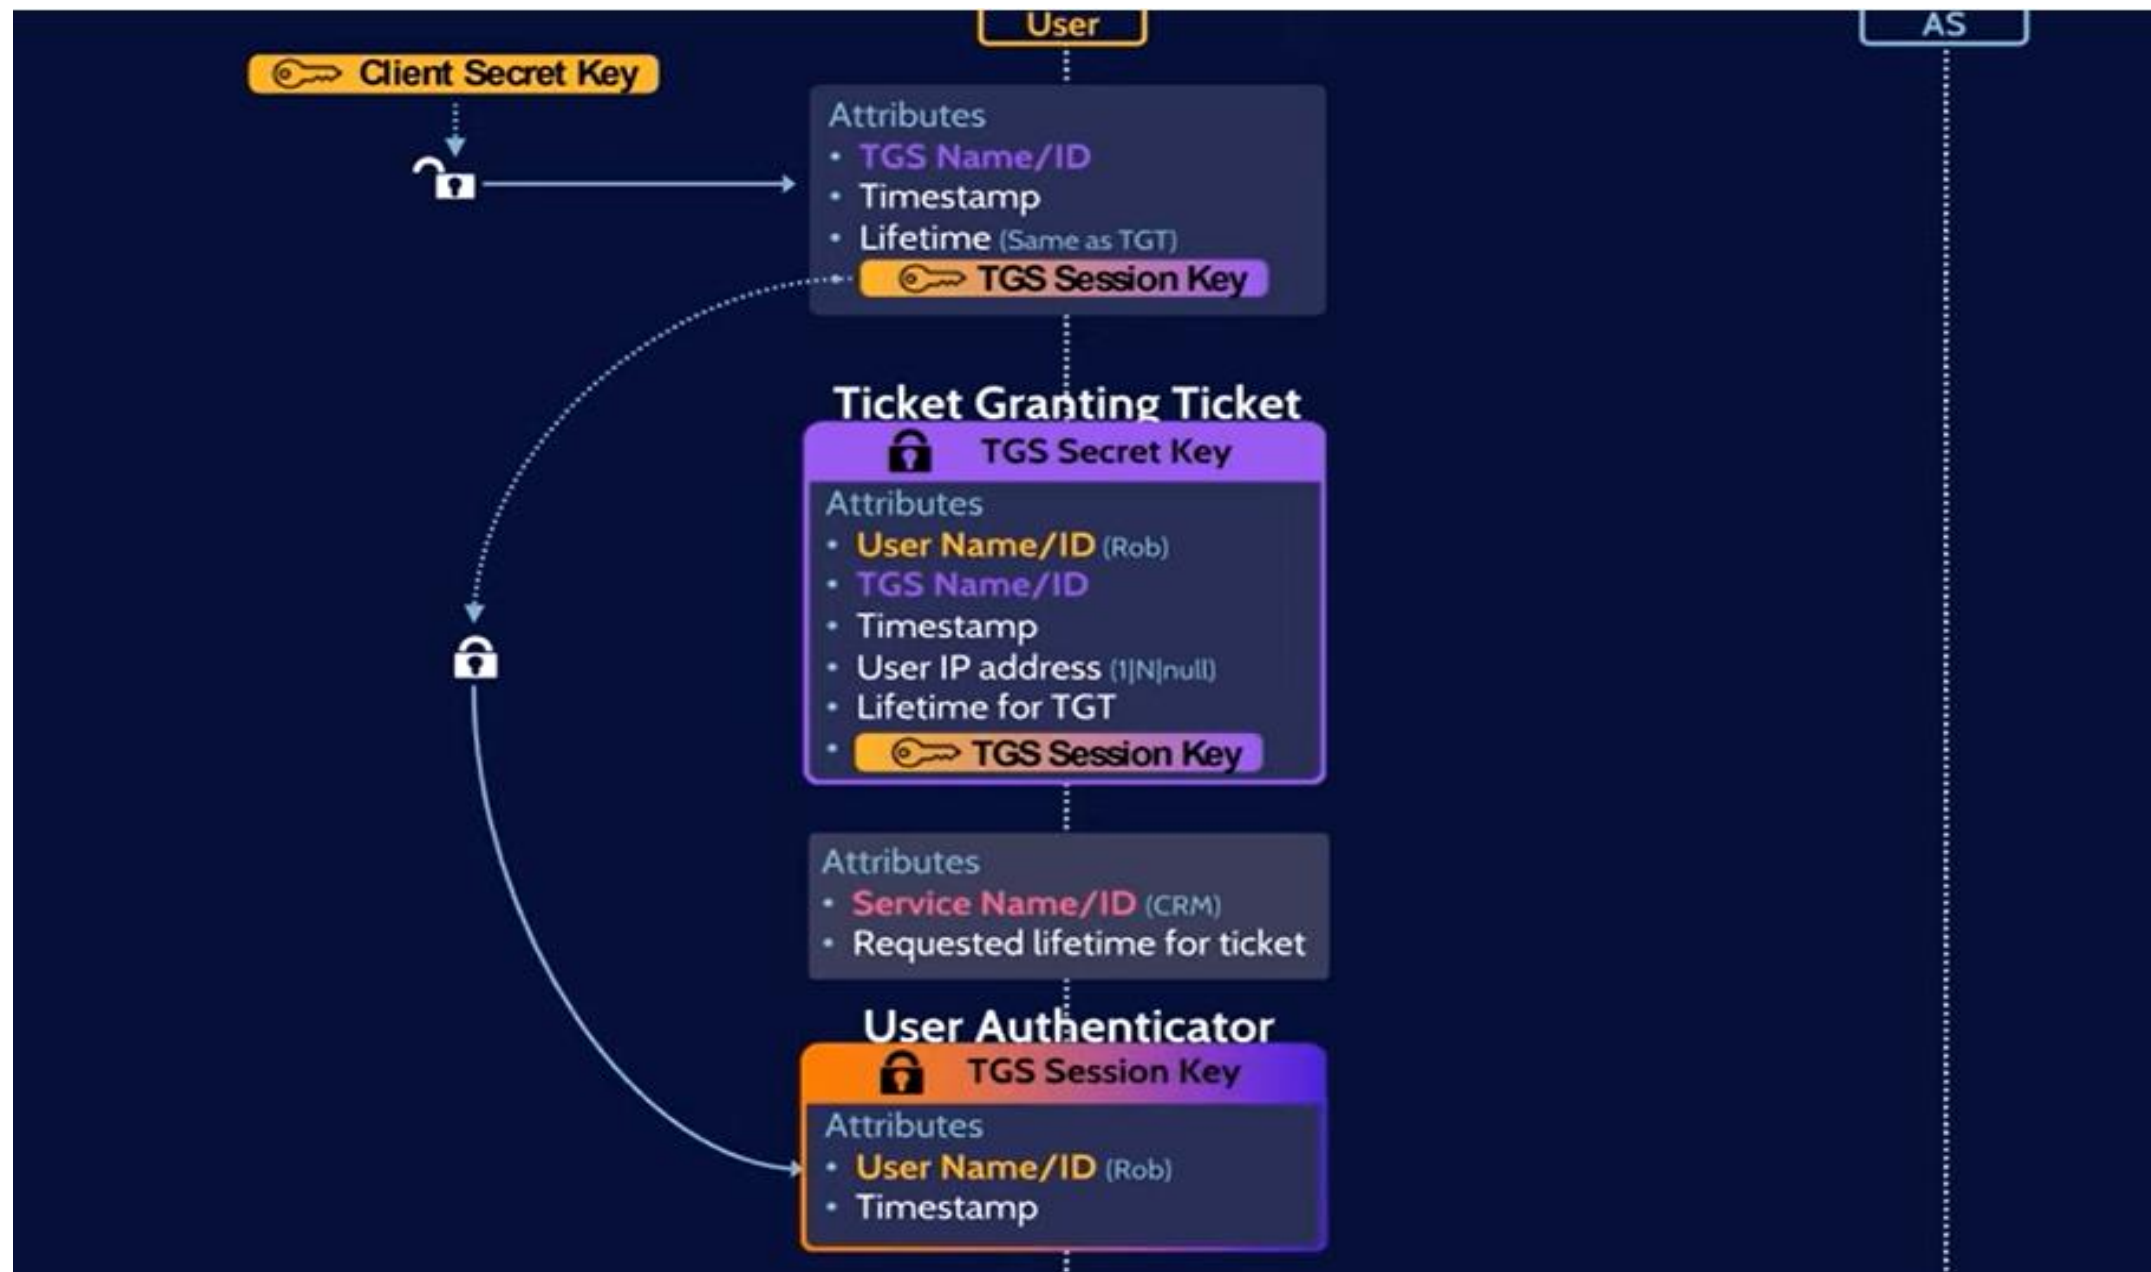 User
AS
Client Secret Key
Attributes
• TGS Name/ID
• Timestamp
• Lifetime (Same as TGT)
• TGS Session Key
Ticket Granting Ticket
TGS Secret Key
Attributes
• User Name/ID (Rob)
• TGS Name/ID
• Timestamp
• User IP address (1|N|null)
• Lifetime for TGT
• TGS Session Key
Attributes
• Service Name/ID (CRM)
• Requested lifetime for ticket
User Authenticator
TGS Session Key
Attributes
• User Name/ID (Rob)
• Timestamp